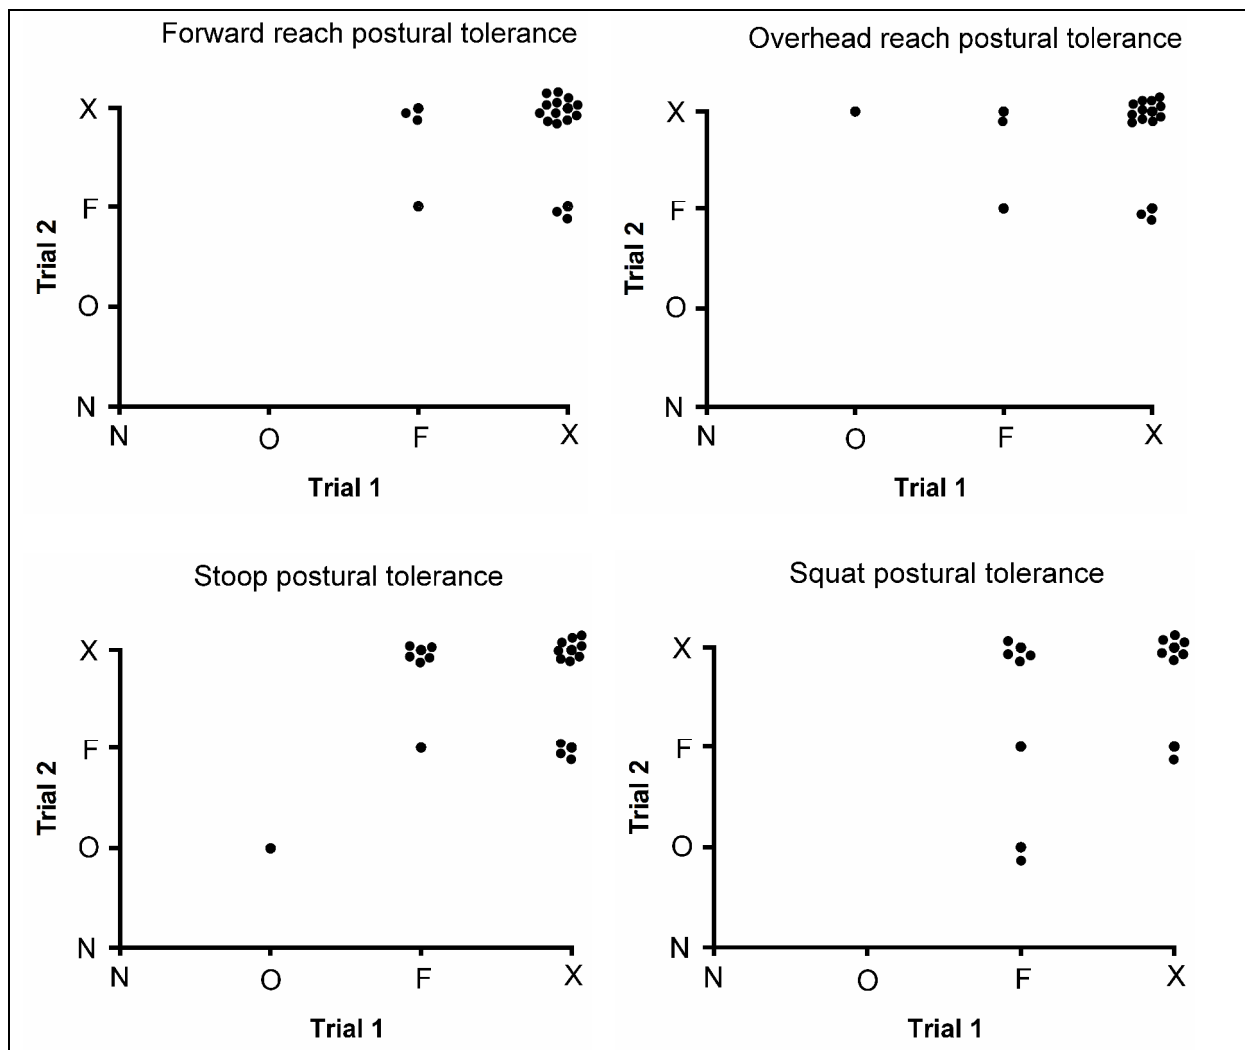 Forward reach postural tolerance
X
F
O
N
N O F X
Trial 2
Trial 1
Overhead reach postural tolerance
X
F
O
N
N O F X
Trial 2
Trial 1
Stoop postural tolerance
X
F
O
N
N O F X
Trial 2
Trial 1
Squat postural tolerance
X
F
O
N
N O F X
Trial 2
Trial 1